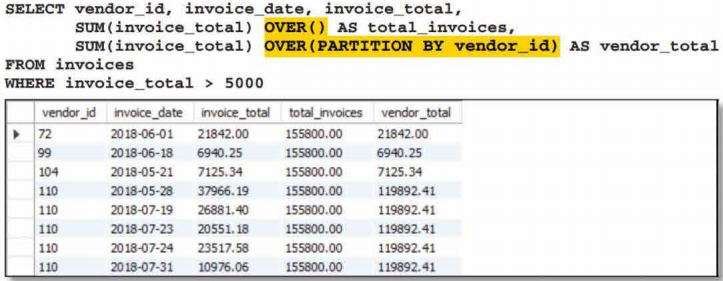 SELECT vendor_id, invoice_date, invoice_total,
SUM(invoice_total) OVER() AS total_invoices,
SUM(invoice_total) OVER(PARTITION BY vendor_id) AS vendor_total
FROM invoices
WHERE invoice_total > 5000
vendor_id invoice_date invoice_total total_invoices vendor_total
72 2018-06-01 21842.00 155800.00 21842.00
99 2018-06-18 6940.25 155800.00 6940.25
104 2018-05-21 7125.34 155800.00 7125.34
110 2018-05-28 37966.19 155800.00 119892.41
110 2018-07-19 26881.40 155800.00 119892.41
110 2018-07-23 20551.18 155800.00 119892.41
110 2018-07-24 23517.58 155800.00 119892.41
110 2018-07-31 10976.06 155800.00 119892.41